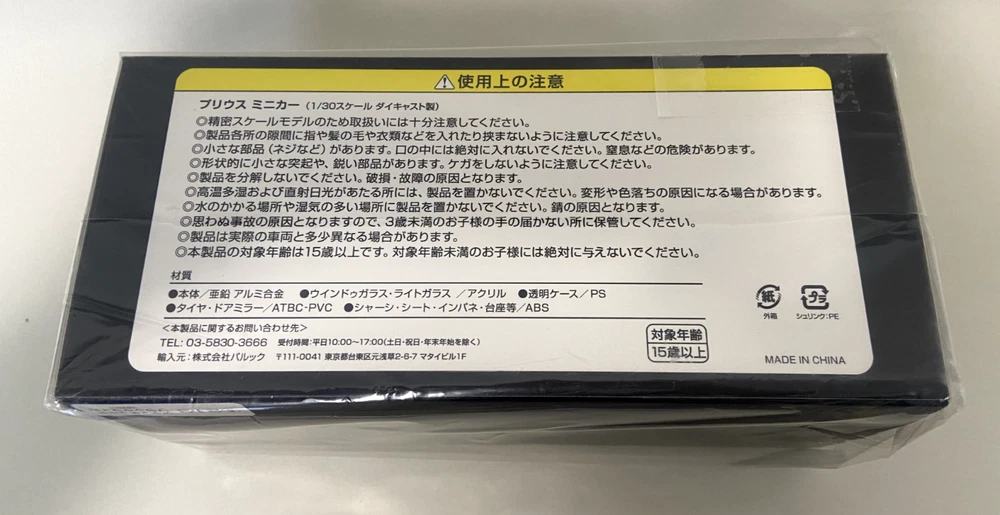 ⚠使用上の注意
プリウス ミニカー (1/30スケール ダイキャスト製)
◎精密スケールモデルのため取扱いには十分注意してください。
◎製品各所の隙間に指や髪の毛や衣類などを入れたり挟まないように注意してください。
◎小さな部品 (ネジなど) があります。口の中には絶対に入れないでください。窒息などの危険があります。
◎形状的に小さな突起や、鋭い部品があります。ケガをしないように注意してください。
◎製品を分解しないでください。破損・故障の原因となります。
◎高温多湿および直射日光があたる所には、製品を置かないでください。変形や色落ちの原因になる場合があります。
◎水のかかる場所や湿気の多い場所に製品を置かないでください。錆の原因となります。
◎思わぬ事故の原因となりますので、3歳未満のお子様の手の届かない所に保管してください。
◎製品は実際の車両と多少異なる場合があります。
◎本製品の対象年齢は15歳以上です。対象年齢未満のお子様には絶対に与えないでください。
材質
●本体/亜鉛 アルミ合金 ●ウインドゥガラス・ライトガラス /アクリル ●透明ケース/PS
●タイヤ・ドアミラー/ATBC-PVC ●シャーシ・シート・インパネ・台座等/ABS
<本製品に関するお問い合わせ先>
TEL: 03-5830-3666 受付時間:平日10:00〜17:00(土日・祝日・年末年始を除く)
輸入元:株式会社パルック 〒111-0041 東京都台東区元浅草2-6-7 マタイビル1F
紙
外箱
プラ
シュリンク:PE
対象年齢
15歳以上
MADE IN CHINA